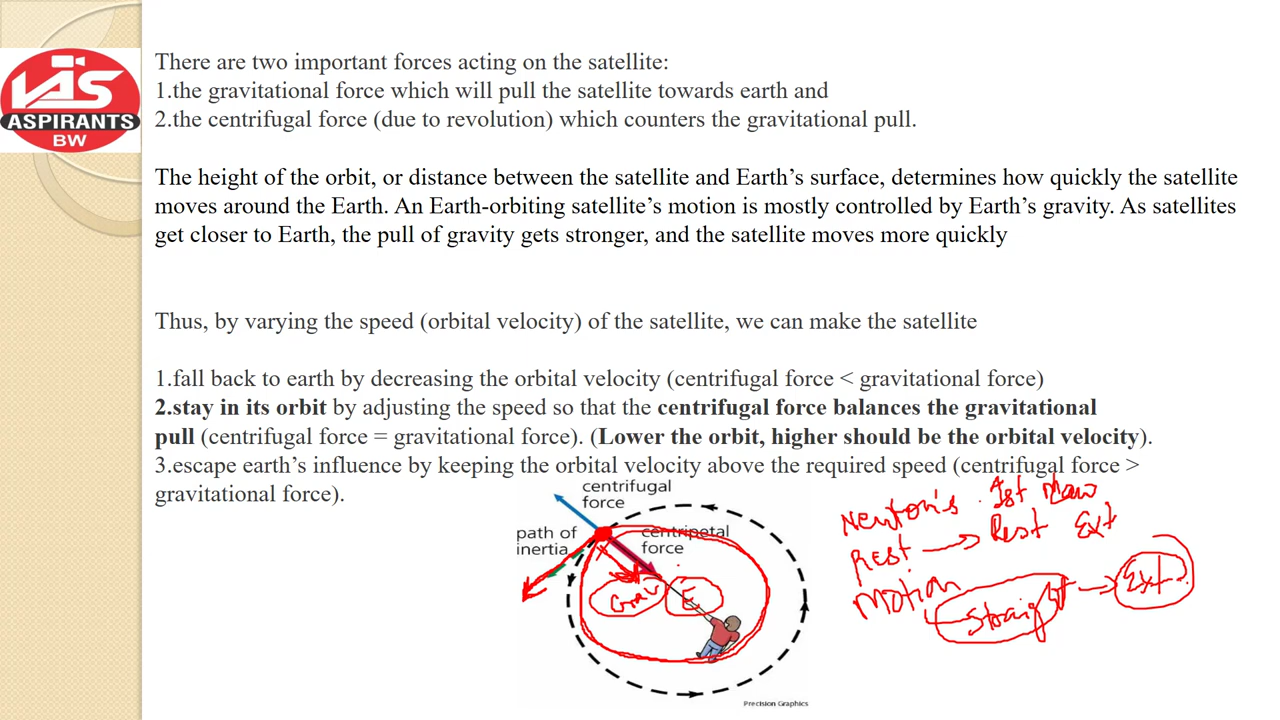 IAS
ASPIRANTS
BW
There are two important forces acting on the satellite:
1.the gravitational force which will pull the satellite towards earth and
2.the centrifugal force (due to revolution) which counters the gravitational pull.
The height of the orbit, or distance between the satellite and Earth’s surface, determines how quickly the satellite
moves around the Earth. An Earth-orbiting satellite’s motion is mostly controlled by Earth’s gravity. As satellites
get closer to Earth, the pull of gravity gets stronger, and the satellite moves more quickly
Thus, by varying the speed (orbital velocity) of the satellite, we can make the satellite
1.fall back to earth by decreasing the orbital velocity (centrifugal force < gravitational force)
2.stay in its orbit by adjusting the speed so that the centrifugal force balances the gravitational
pull (centrifugal force = gravitational force). (Lower the orbit, higher should be the orbital velocity).
3.escape earth’s influence by keeping the orbital velocity above the required speed (centrifugal force >
gravitational force).
centrifugal
force
path of
inertia
centripetal
force
Grav
E
Newton's Ist
Rest → Rest Ext
Motion
Straight → Ext
Precision Graphics